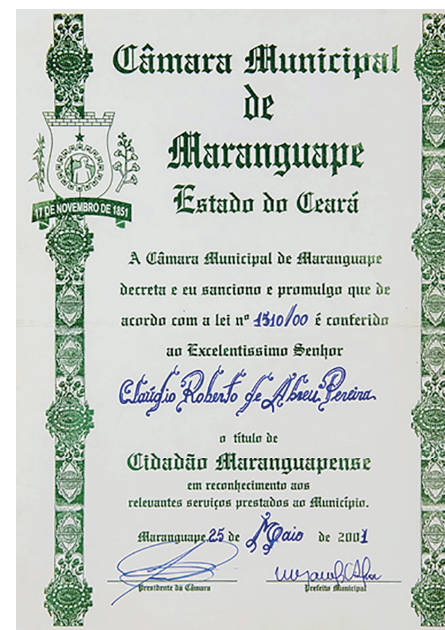 Câmara Municipal
de
Maranguape
Estado do Ceará
17 DE NOVEMBRO DE 1851
A Câmara Municipal de Maranguape
decreta e eu sanciono e promulgo que de
acordo com a lei nº 1310/00 é conferido
ao Excelentissimo Senhor
Claúdio Roberto de Abreu Pereira
o título de
Cidadão Maranguapense
em reconhecimento aos
relevantes serviços prestados ao Município.
Maranguape, 25 de Maio de 2001
Presidente da Câmara
Prefeito Municipal